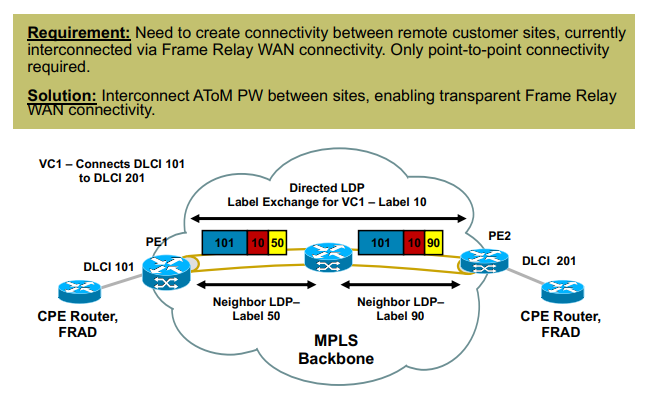 Requirement: Need to create connectivity between remote customer sites, currently
interconnected via Frame Relay WAN connectivity. Only point-to-point connectivity
required.
Solution: Interconnect AToM PW between sites, enabling transparent Frame Relay
WAN connectivity.
VC1 – Connects DLCI 101
to DLCI 201
Directed LDP
Label Exchange for VC1 – Label 10
PE1
101 10 50
101 10 90
PE2
DLCI 101
DLCI 201
Neighbor LDP–
Label 50
Neighbor LDP–
Label 90
CPE Router,
FRAD
CPE Router,
FRAD
MPLS
Backbone